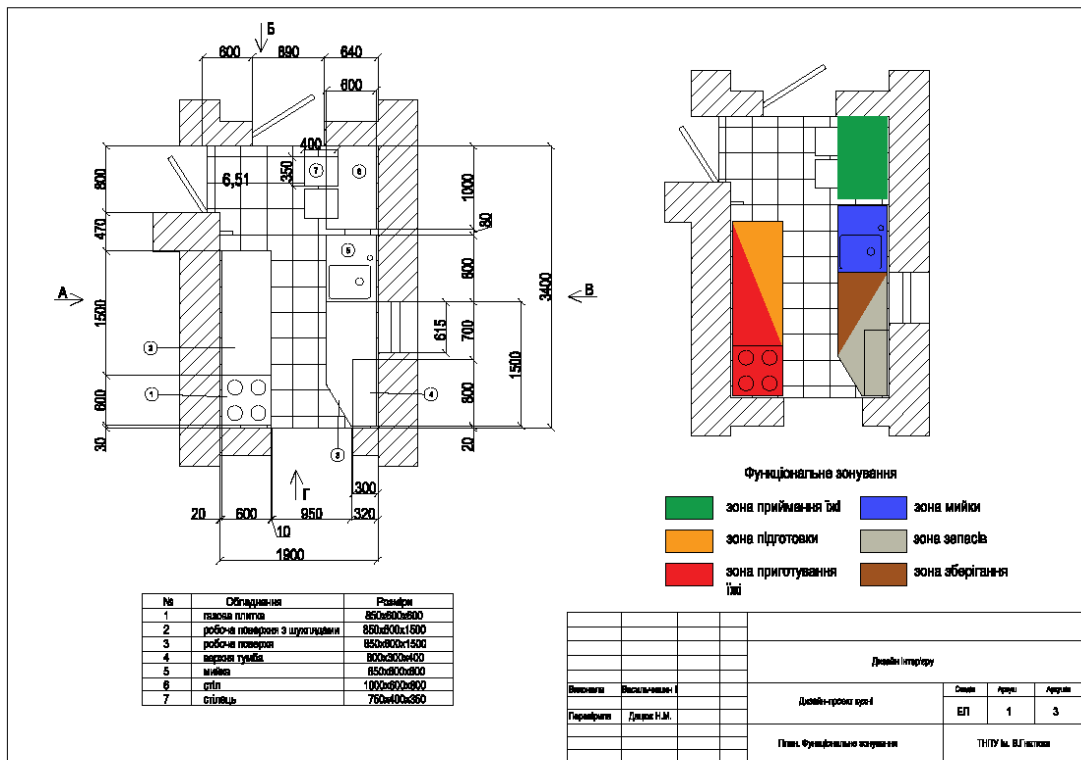 Б
600 890 640
600
400
350
7
6
6,51
800
470
1500
600
30
1000
80
600
700
800
20
3400
615
1500
5
2
1
4
3
А
В
Г
300
20 600 950 320
10
1900
№ Обладнання Розміри
1 газова плитка 850х600х600
2 робоча поверхня з шухлядами 850х600х1500
3 робоча поверхя 850х600х1500
4 верхня тумба 800х300х400
5 мийка 850х600х600
6 стіл 1000х600х800
7 стілець 750х400х350
Функціональне зонування
зона приймання їжі
зона мийки
зона підготовки
зона запасів
зона приготування
їжі
зона зберігання
Дизайн інтер'єру
Виконала
Дизайн-проект кухні
Стадія Аркуш Аркушів
ЕП 1 3
Перевірила Дацюк Н.М.
План. Функціональне зонування
ТНПУ ім. В.Гнатюка